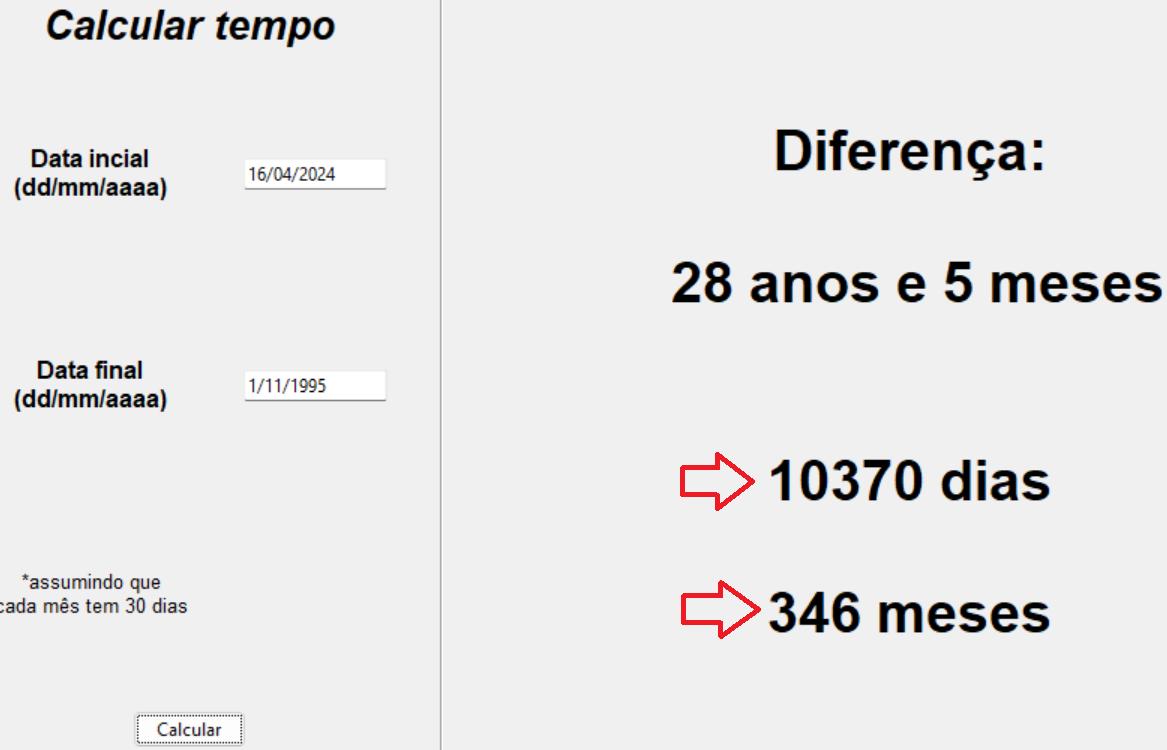 Calcular tempo
Data incial
(dd/mm/aaaa)
16/04/2024
Data final
(dd/mm/aaaa)
1/11/1995
*assumindo que
cada mês tem 30 dias
Calcular
Diferença:
28 anos e 5 meses
10370 dias
346 meses